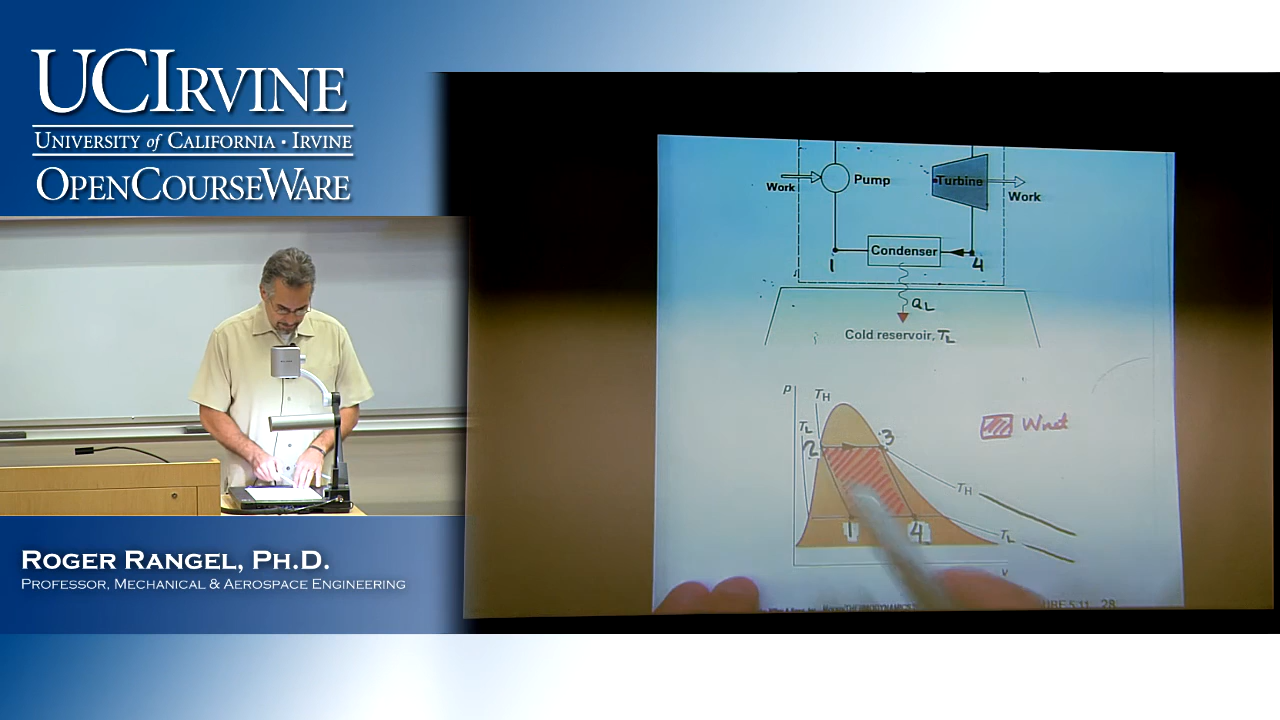 UCIRVINE
UNIVERSITY of CALIFORNIA · IRVINE
OPENCOURSEWARE
ROGER RANGEL, PH.D.
PROFESSOR, MECHANICAL & AEROSPACE ENGINEERING
Work
Pump
Turbine
Work
Condenser
1
4
QL
Cold reservoir, TL
P
TH
TL
2
3
Wnet
TH
1
4
TL
v
28